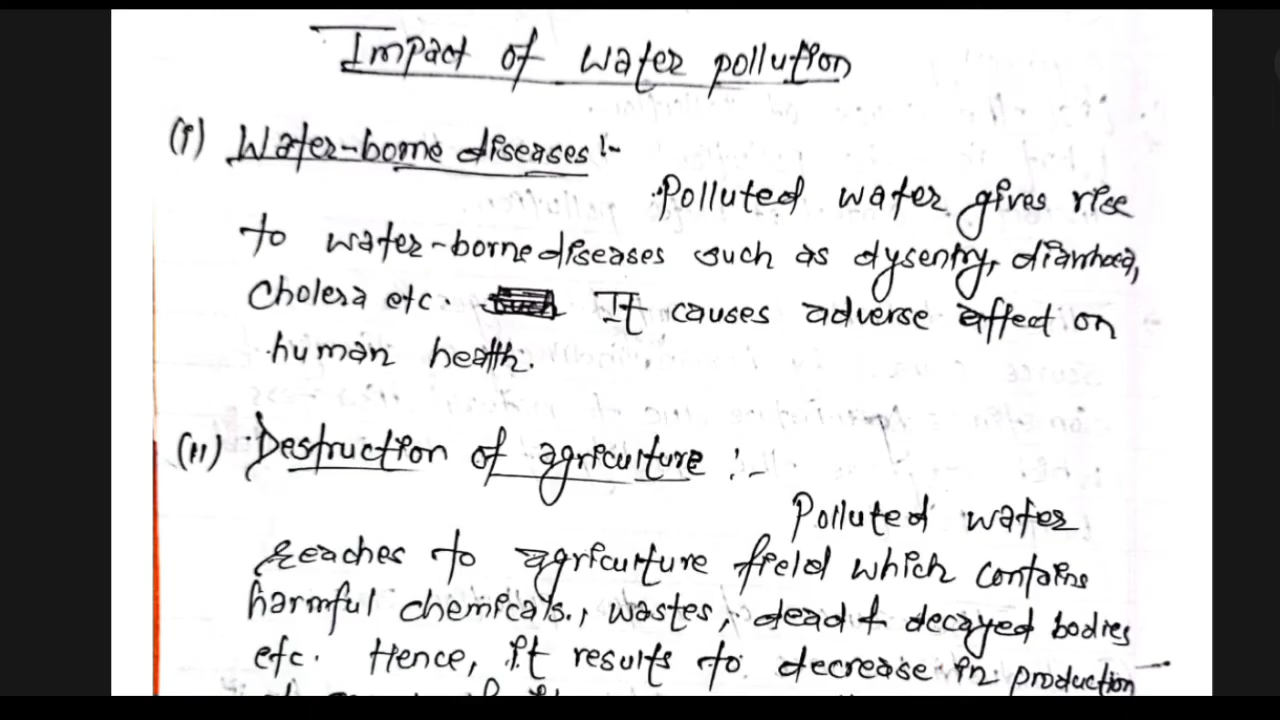 Impact of water pollution
(i) Water-borne diseases :-
Polluted water gives rise
to water-borne diseases such as dysentry, diarrhoea,
cholera etc. It causes adverse affect on
human health.
(ii) Destruction of agriculture :-
Polluted water
reaches to agriculture field which contains
harmful chemicals., wastes, dead & decayed bodies
etc. Hence, it results to decrease in production